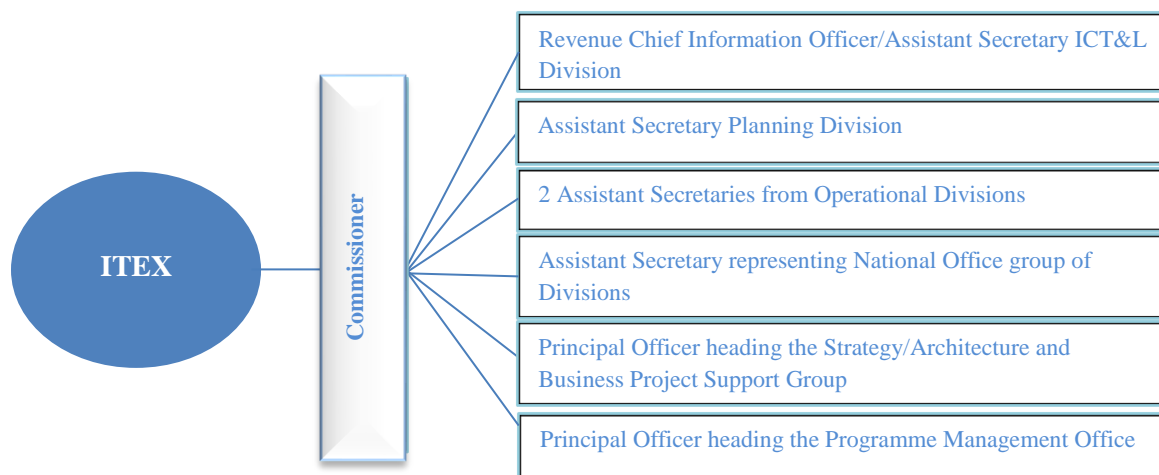 ITEX
Commissioner
Revenue Chief Information Officer/Assistant Secretary ICT&L
Division
Assistant Secretary Planning Division
2 Assistant Secretaries from Operational Divisions
Assistant Secretary representing National Office group of
Divisions
Principal Officer heading the Strategy/Architecture and
Business Project Support Group
Principal Officer heading the Programme Management Office